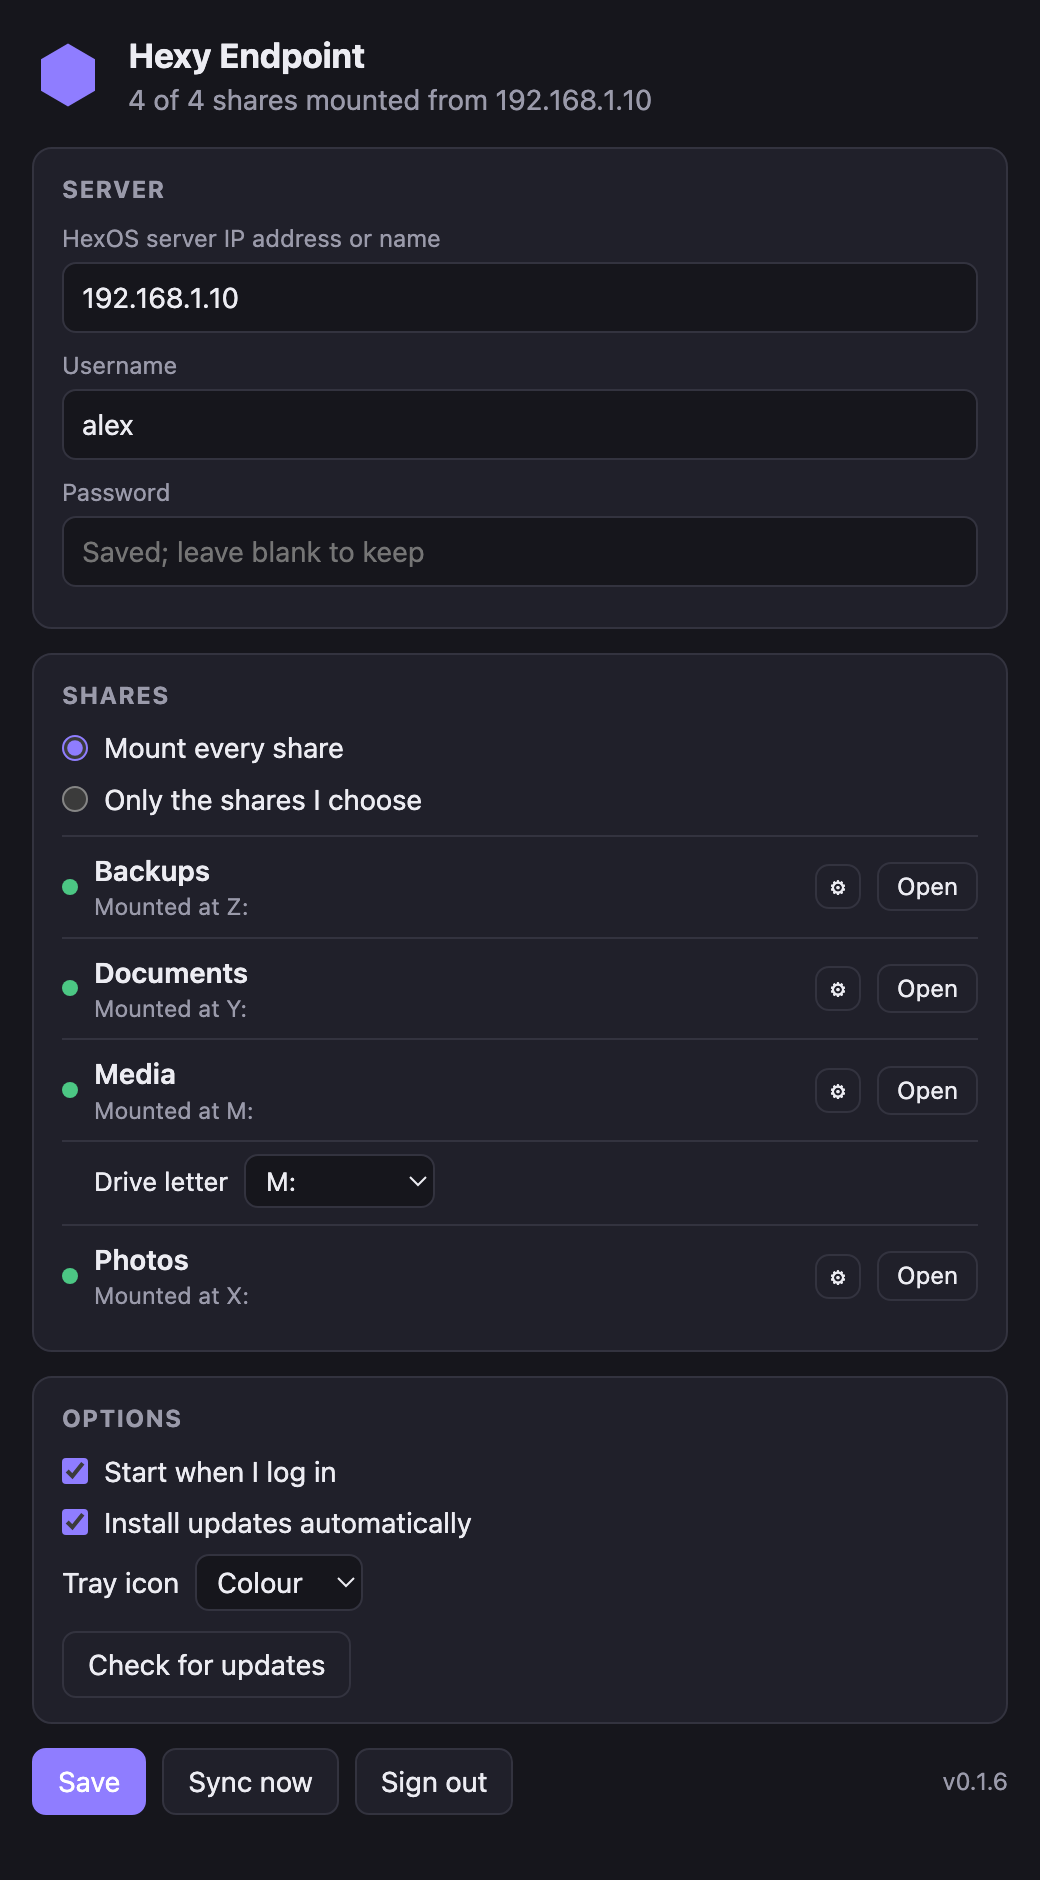 Hexy Endpoint
4 of 4 shares mounted from 192.168.1.10
SERVER
HexOS server IP address or name
192.168.1.10
Username
alex
Password
Saved; leave blank to keep
SHARES
Mount every share
Only the shares I choose
Backups
Mounted at Z:
Open
Documents
Mounted at Y:
Open
Media
Mounted at M:
Open
Drive letter M:
Photos
Mounted at X:
Open
OPTIONS
Start when I log in
Install updates automatically
Tray icon Colour
Check for updates
Save Sync now Sign out v0.1.6